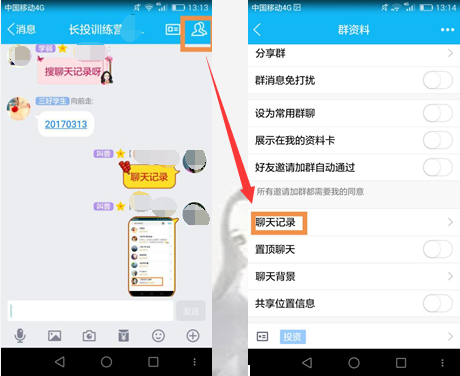 中国移动4G
13:13
消息
长投训练营
学弱
搜聊天记录呀
三好学生 向前走:
20170313
叫兽
聊天记录
叫兽
发送
中国移动4G
13:14
群资料
分享群
群消息免打扰
设为常用群聊
展示在我的资料卡
好友邀请加群自动通过
所有邀请加群都需要我的同意
聊天记录
置顶聊天
聊天背景
共享位置信息
投资